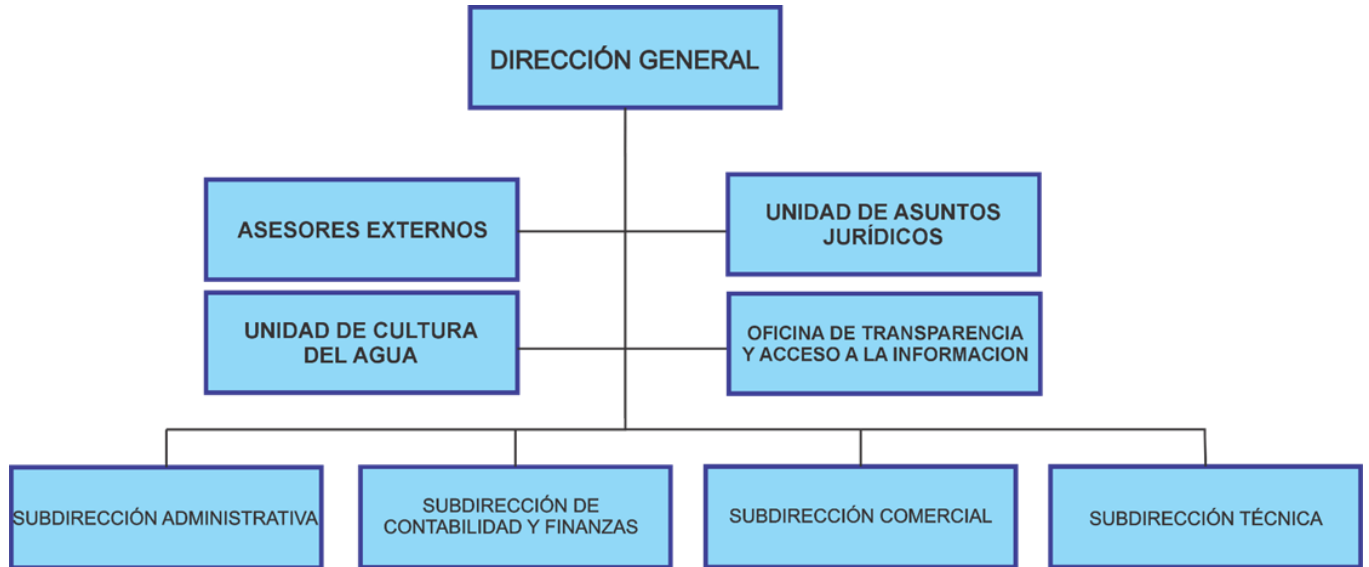 DIRECCIÓN GENERAL
ASESORES EXTERNOS
UNIDAD DE ASUNTOS
JURÍDICOS
UNIDAD DE CULTURA
DEL AGUA
OFICINA DE TRANSPARENCIA
Y ACCESO A LA INFORMACION
SUBDIRECCIÓN ADMINISTRATIVA
SUBDIRECCIÓN DE
CONTABILIDAD Y FINANZAS
SUBDIRECCIÓN COMERCIAL
SUBDIRECCIÓN TÉCNICA